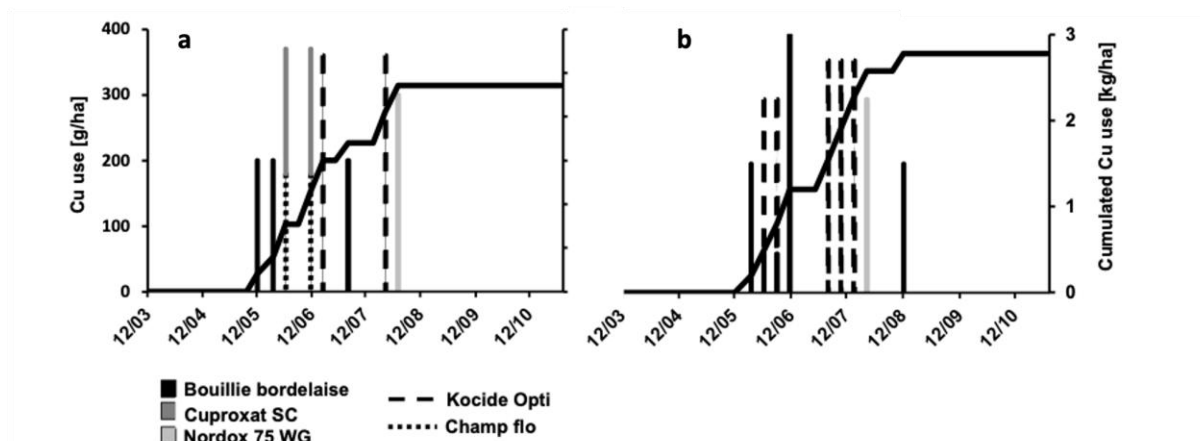 a
b
400
300
200
100
0
Cu use [g/ha]
12/03
12/04
12/05
12/06
12/07
12/08
12/09
12/10
3
2
1
0
Cumulated Cu use [kg/ha]
12/03
12/04
12/05
12/06
12/07
12/08
12/09
12/10
Bouillie bordelaise
Cuproxat SC
Nordox 75 WG
Kocide Opti
Champ flo